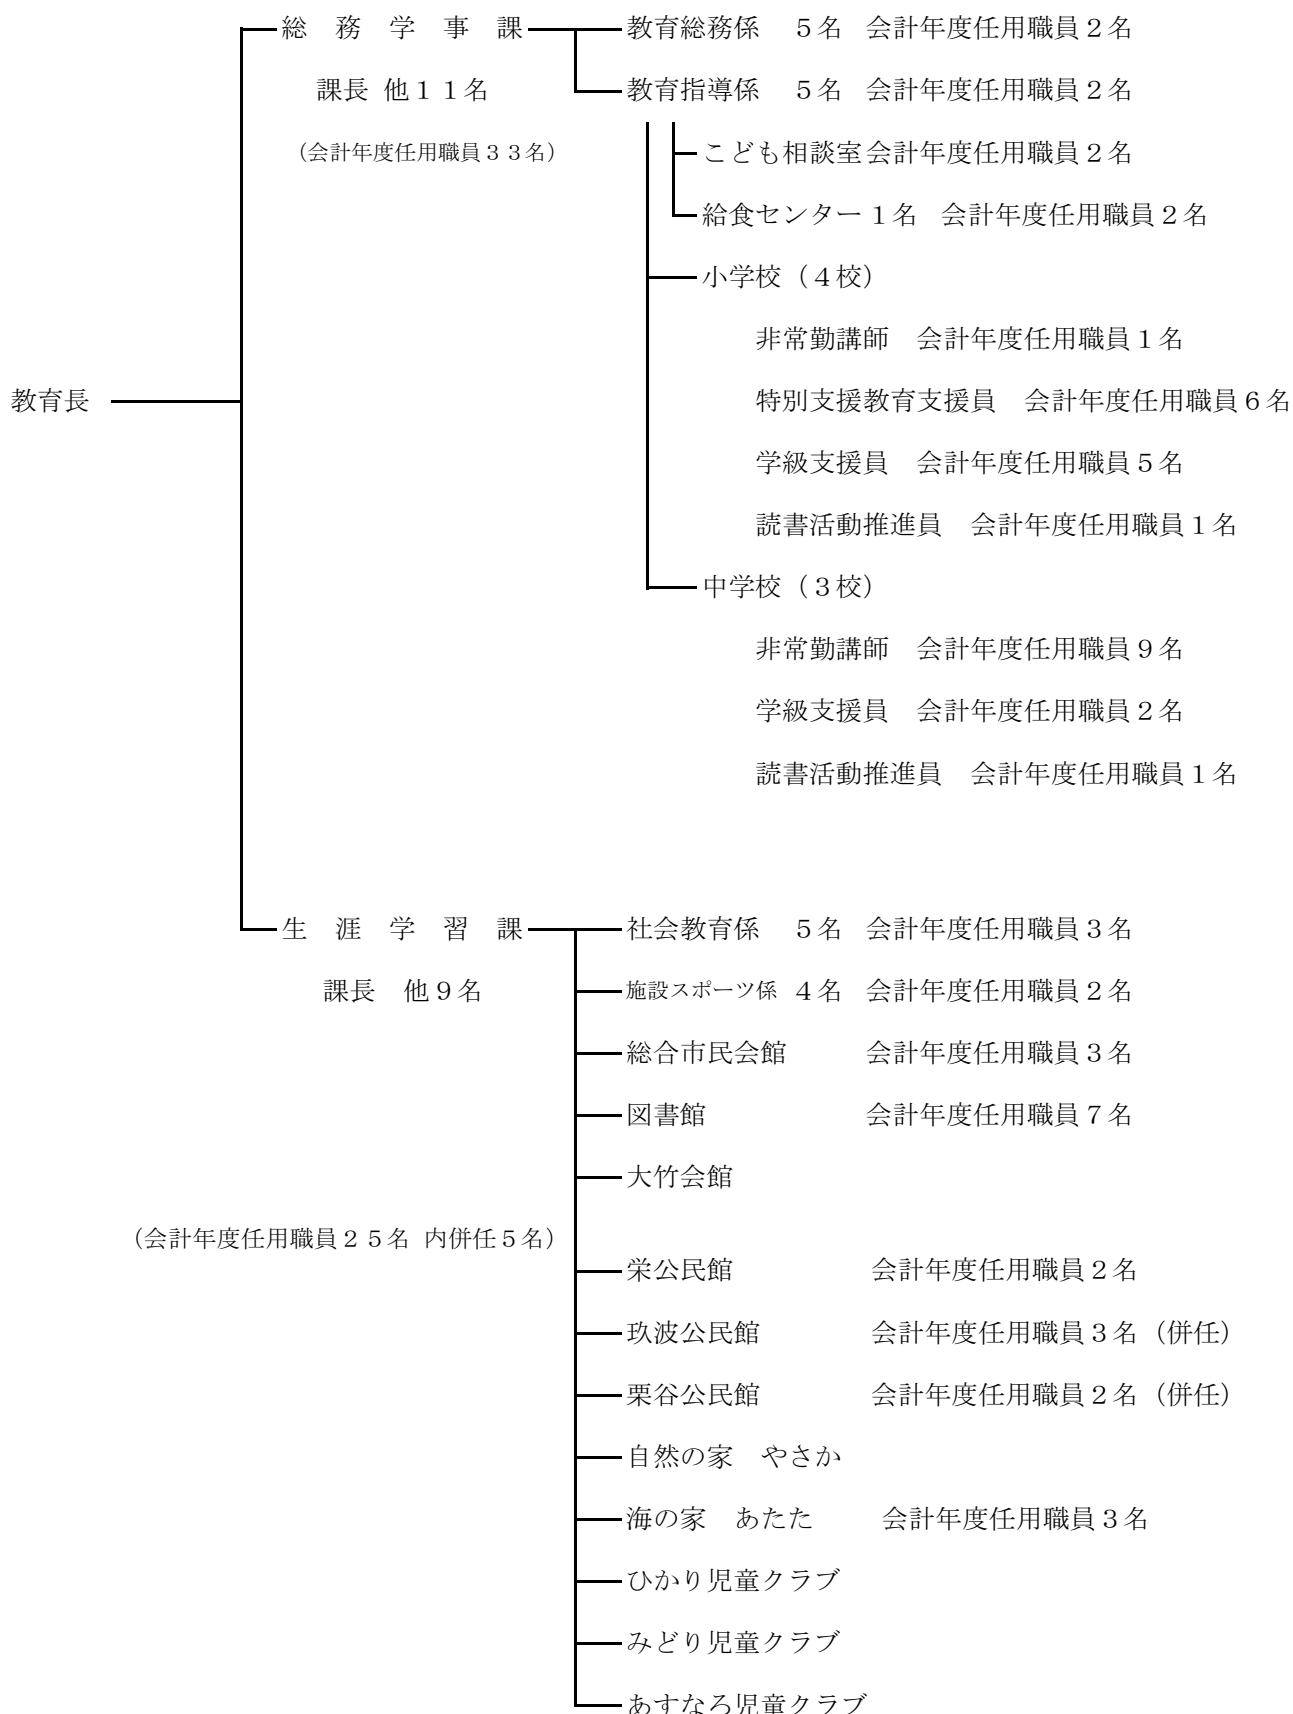 総　務　学　事　課　教育総務係　５名　会計年度任用職員２名
課長 他１１名　教育指導係　５名　会計年度任用職員２名
（会計年度任用職員３３名）　こども相談室 会計年度任用職員２名
給食センター１名　会計年度任用職員２名
小学校（４校）
非常勤講師　会計年度任用職員１名
教育長　特別支援教育支援員　会計年度任用職員６名
学級支援員　会計年度任用職員５名
読書活動推進員　会計年度任用職員１名
中学校（３校）
非常勤講師　会計年度任用職員９名
学級支援員　会計年度任用職員２名
読書活動推進員　会計年度任用職員１名
生　涯　学　習　課　社会教育係　５名　会計年度任用職員３名
課長　他９名　施設スポーツ係　４名　会計年度任用職員２名
総合市民会館　会計年度任用職員３名
図書館　会計年度任用職員７名
大竹会館
（会計年度任用職員２５名 内併任５名）
栄公民館　会計年度任用職員２名
玖波公民館　会計年度任用職員３名（併任）
栗谷公民館　会計年度任用職員２名（併任）
自然の家　やさか
海の家　あたた　会計年度任用職員３名
ひかり児童クラブ
みどり児童クラブ
あすなろ児童クラブ